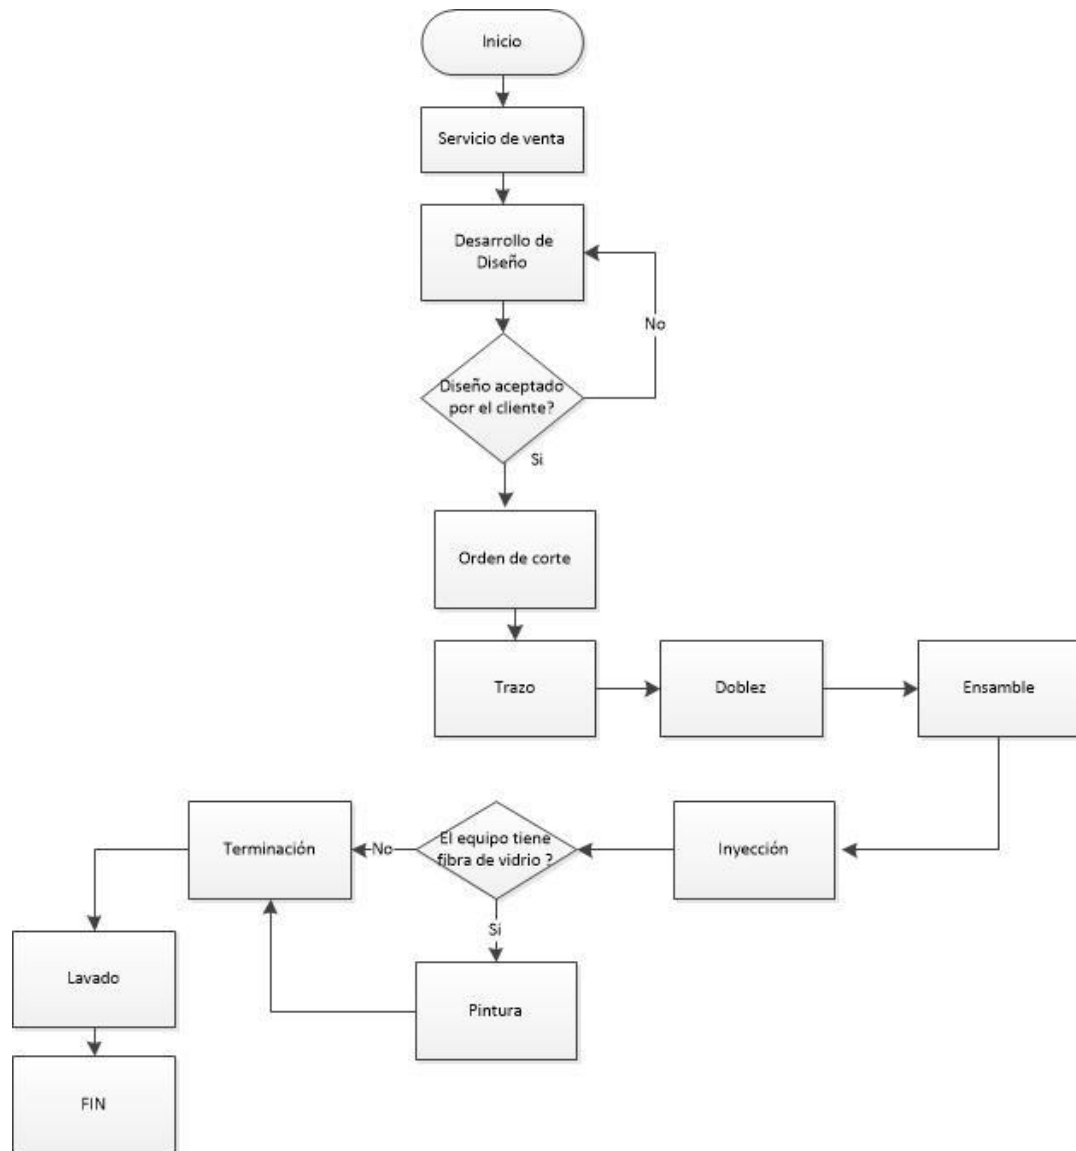 Inicio
Servicio de venta
Desarrollo de
Diseño
No
Diseño aceptado
por el cliente?
Si
Orden de corte
Trazo
Doblez
Ensamble
Inyección
El equipo tiene
fibra de vidrio ?
No
Terminación
Si
Pintura
Lavado
FIN